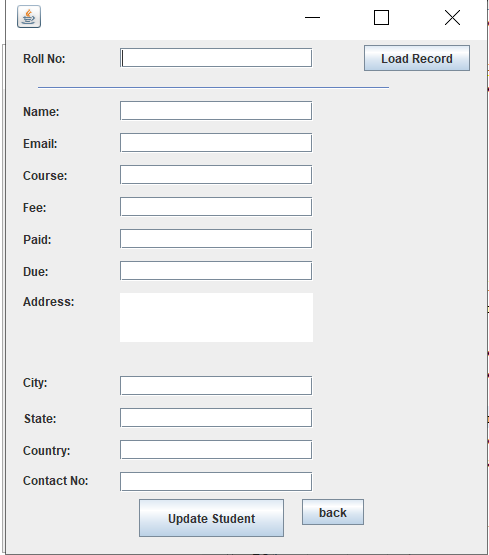 Roll No: Load Record
Name:
Email:
Course:
Fee:
Paid:
Due:
Address:
City:
State:
Country:
Contact No:
Update Student back